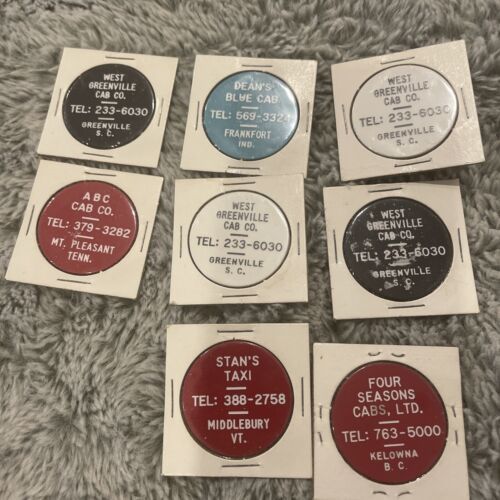 WEST
GREENVILLE
CAB CO.
TEL: 233-6030
GREENVILLE
S. C.
DEAN'S
BLUE CAB
TEL: 569-3324
FRANKFORT
IND.
WEST
GREENVILLE
CAB CO.
TEL: 233-6030
GREENVILLE
S. C.
A B C
CAB CO.
TEL: 379-3282
MT. PLEASANT
TENN.
WEST
GREENVILLE
CAB CO.
TEL: 233-6030
GREENVILLE
S. C.
WEST
GREENVILLE
CAB CO.
TEL: 233-6030
GREENVILLE
S. C.
STAN'S
TAXI
TEL: 388-2758
MIDDLEBURY
VT.
FOUR
SEASONS
CABS, LTD.
TEL: 763-5000
KELOWNA
B. C.